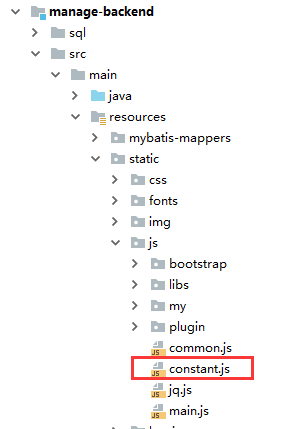 manage-backend
sql
src
main
java
resources
mybatis-mappers
static
css
fonts
img
js
bootstrap
libs
my
plugin
common.js
constant.js
jq.js
main.js